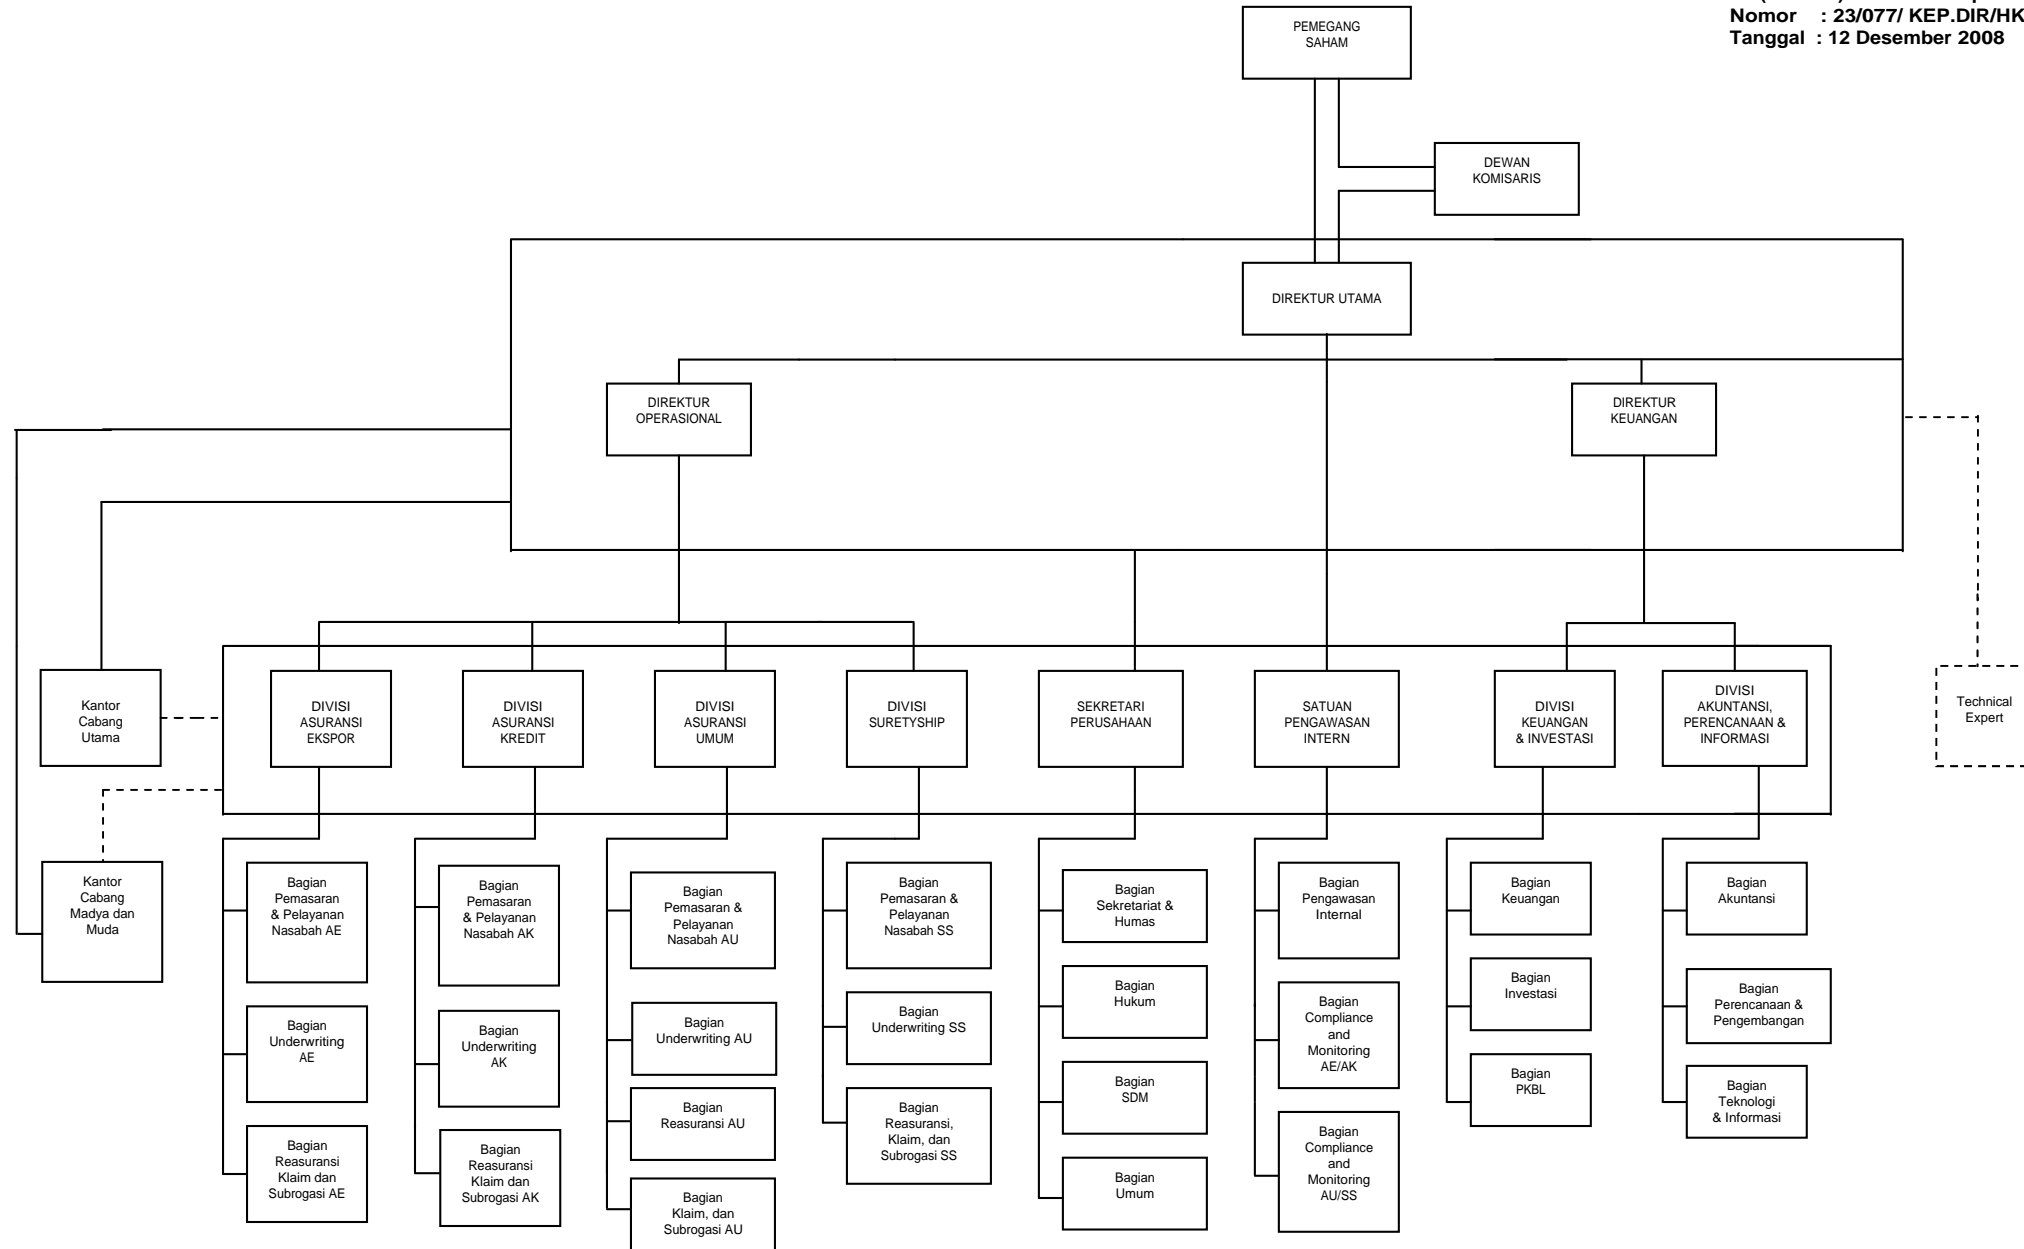 Nomor : 23/077/ KEP.DIR/HK
Tanggal : 12 Desember 2008
PEMEGANG
SAHAM
DEWAN
KOMISARIS
DIREKTUR UTAMA
DIREKTUR
OPERASIONAL
DIREKTUR
KEUANGAN
Kantor
Cabang
Utama
DIVISI
ASURANSI
EKSPOR
DIVISI
ASURANSI
KREDIT
DIVISI
ASURANSI
UMUM
DIVISI
SURETYSHIP
SEKRETARI
PERUSAHAAN
SATUAN
PENGAWASAN
INTERN
DIVISI
KEUANGAN
& INVESTASI
DIVISI
AKUNTANSI,
PERENCANAAN &
INFORMASI
Technical
Expert
Kantor
Cabang
Madya dan
Muda
Bagian
Pemasaran
& Pelayanan
Nasabah AE
Bagian
Underwriting
AE
Bagian
Reasuransi
Klaim dan
Subrogasi AE
Bagian
Pemasaran
& Pelayanan
Nasabah AK
Bagian
Underwriting
AK
Bagian
Reasuransi
Klaim dan
Subrogasi AK
Bagian
Pemasaran &
Pelayanan
Nasabah AU
Bagian
Underwriting AU
Bagian
Reasuransi AU
Bagian
Klaim, dan
Subrogasi AU
Bagian
Pemasaran &
Pelayanan
Nasabah SS
Bagian
Underwriting SS
Bagian
Reasuransi,
Klaim, dan
Subrogasi SS
Bagian
Sekretariat &
Humas
Bagian
Hukum
Bagian
SDM
Bagian
Umum
Bagian
Pengawasan
Internal
Bagian
Compliance
and
Monitoring
AE/AK
Bagian
Compliance
and
Monitoring
AU/SS
Bagian
Keuangan
Bagian
Investasi
Bagian
PKBL
Bagian
Akuntansi
Bagian
Perencanaan &
Pengembangan
Bagian
Teknologi
& Informasi